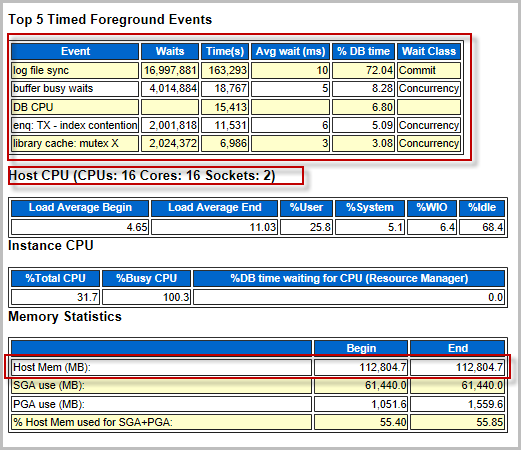 Top 5 Timed Foreground Events
Event Waits Time(s) Avg wait (ms) % DB time Wait Class
log file sync 16,997,881 163,293 10 72.04 Commit
buffer busy waits 4,014,884 18,767 5 8.28 Concurrency
DB CPU 15,413 6.80
enq: TX - index contention 2,001,818 11,531 6 5.09 Concurrency
library cache: mutex X 2,024,372 6,986 3 3.08 Concurrency
Host CPU (CPUs: 16 Cores: 16 Sockets: 2)
Load Average Begin Load Average End %User %System %WIO %Idle
4.65 11.03 25.8 5.1 6.4 68.4
Instance CPU
%Total CPU %Busy CPU %DB time waiting for CPU (Resource Manager)
31.7 100.3 0.0
Memory Statistics
Begin End
Host Mem (MB): 112,804.7 112,804.7
SGA use (MB): 61,440.0 61,440.0
PGA use (MB): 1,051.6 1,559.6
% Host Mem used for SGA+PGA: 55.40 55.85